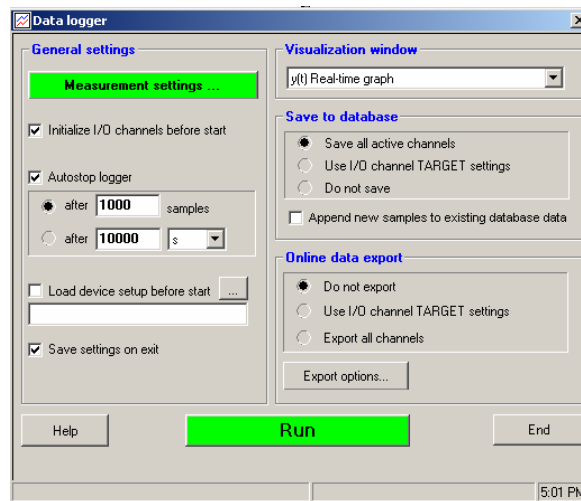 Data logger
General settings
Measurement settings ...
Initialize I/O channels before start
Autostop logger
after 1000 samples
after 10000 s
Load device setup before start ...
Save settings on exit
Visualization window
y(t) Real-time graph
Save to database
Save all active channels
Use I/O channel TARGET settings
Do not save
Append new samples to existing database data
Online data export
Do not export
Use I/O channel TARGET settings
Export all channels
Export options...
Help
Run
End
5:01 PM